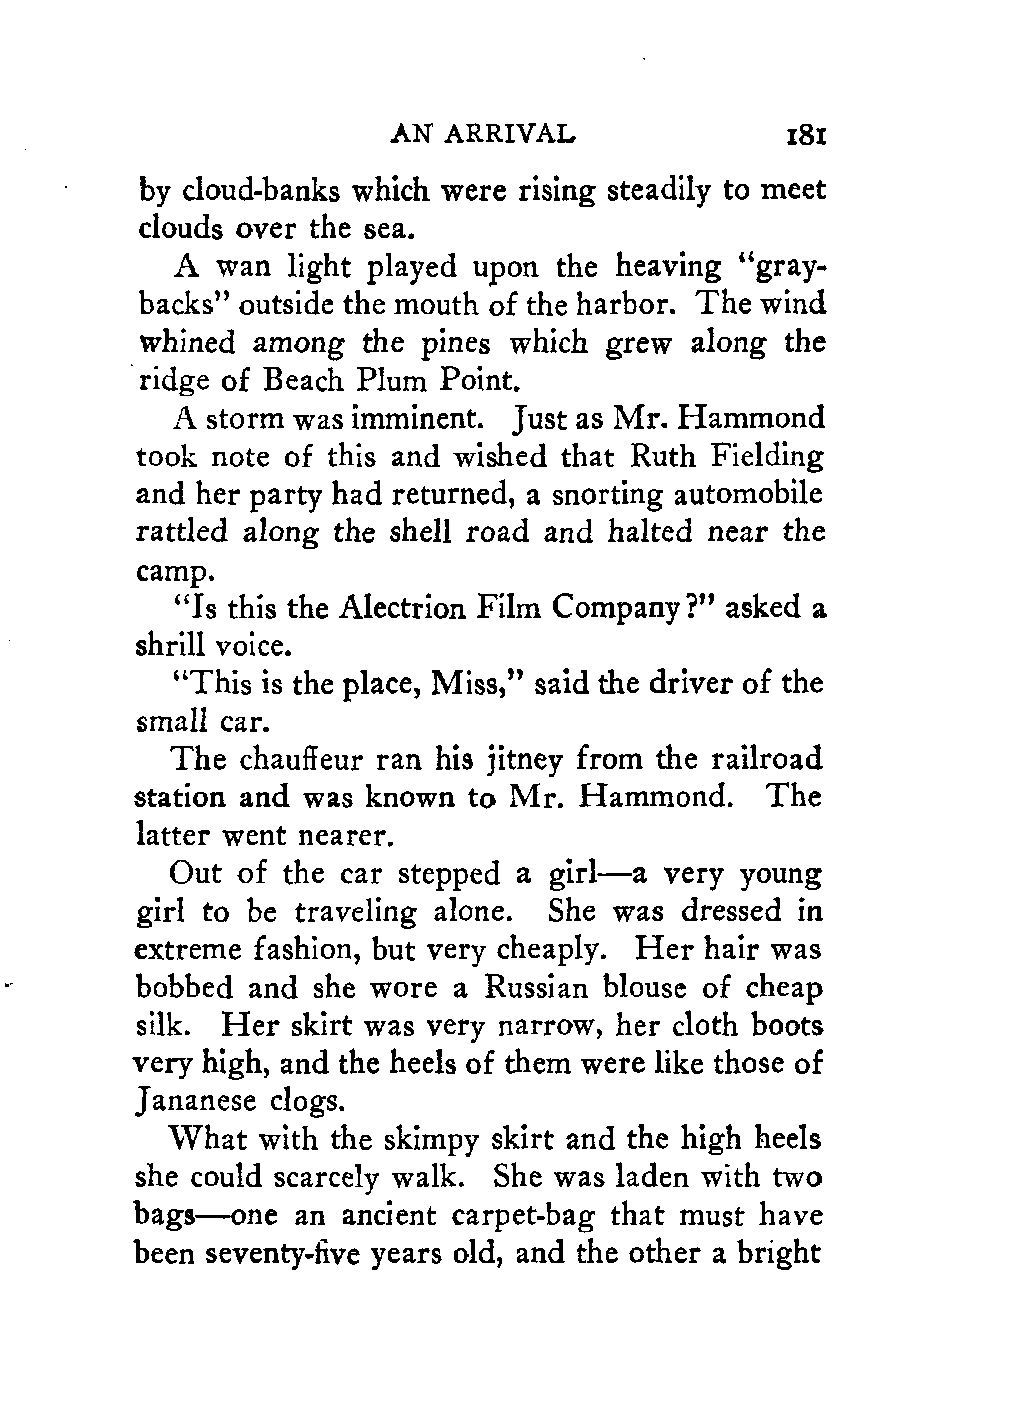 AN ARRIVAL 181
by cloud-banks which were rising steadily to meet
clouds over the sea.
A wan light played upon the heaving “gray-
backs” outside the mouth of the harbor. The wind
whined among the pines which grew along the
ridge of Beach Plum Point.
A storm was imminent. Just as Mr. Hammond
took note of this and wished that Ruth Fielding
and her party had returned, a snorting automobile
rattled along the shell road and halted near the
camp.
“Is this the Alectrion Film Company?” asked a
shrill voice.
“This is the place, Miss,” said the driver of the
small car.
The chauffeur ran his jitney from the railroad
station and was known to Mr. Hammond. The
latter went nearer.
Out of the car stepped a girl—a very young
girl to be traveling alone. She was dressed in
extreme fashion, but very cheaply. Her hair was
bobbed and she wore a Russian blouse of cheap
silk. Her skirt was very narrow, her cloth boots
very high, and the heels of them were like those of
Jananese clogs.
What with the skimpy skirt and the high heels
she could scarcely walk. She was laden with two
bags—one an ancient carpet-bag that must have
been seventy-five years old, and the other a bright